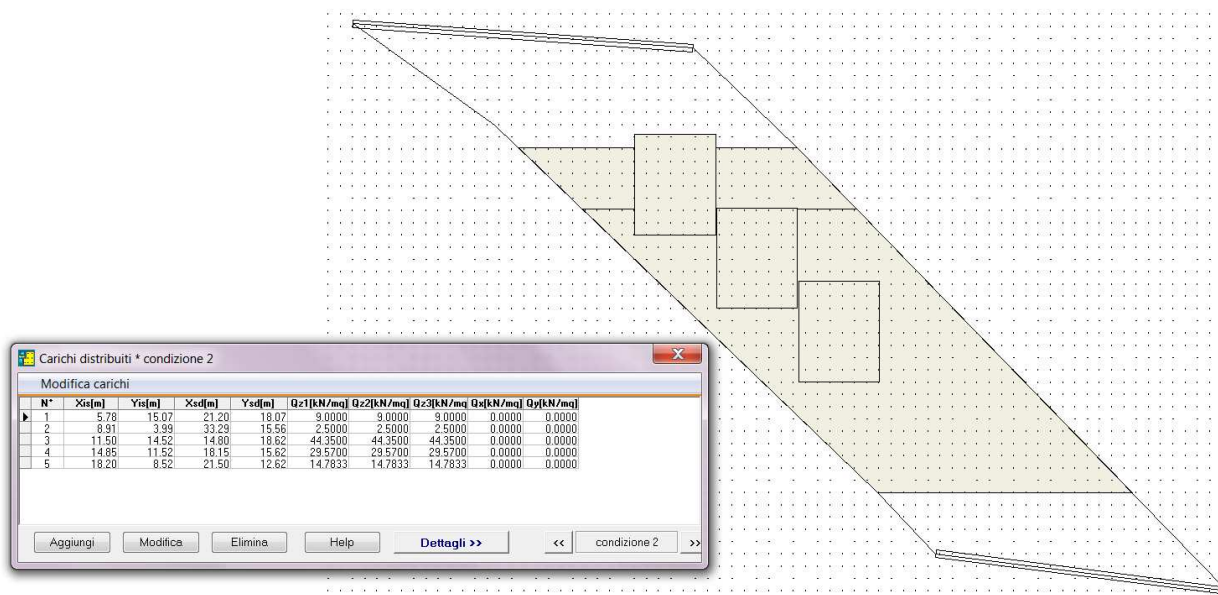 Carichi distribuiti * condizione 2
X
Modifica carichi
N° Xis[m] Yis[m] Xsd[m] Ysd[m] Qz1[kN/mq] Qz2[kN/mq] Qz3[kN/mq Qx[kN/mq] Qy[kN/mq]
1 5.78 15.07 21.20 18.07 9.0000 9.0000 9.0000 0.0000 0.0000
2 8.91 3.99 33.29 15.56 2.5000 2.5000 2.5000 0.0000 0.0000
3 11.50 14.52 14.80 18.62 44.3500 44.3500 44.3500 0.0000 0.0000
4 14.85 11.52 18.15 15.62 29.5700 29.5700 29.5700 0.0000 0.0000
5 18.20 8.52 21.50 12.62 14.7833 14.7833 14.7833 0.0000 0.0000
Aggiungi Modifica Elimina Help Dettagli >> << condizione 2 >>